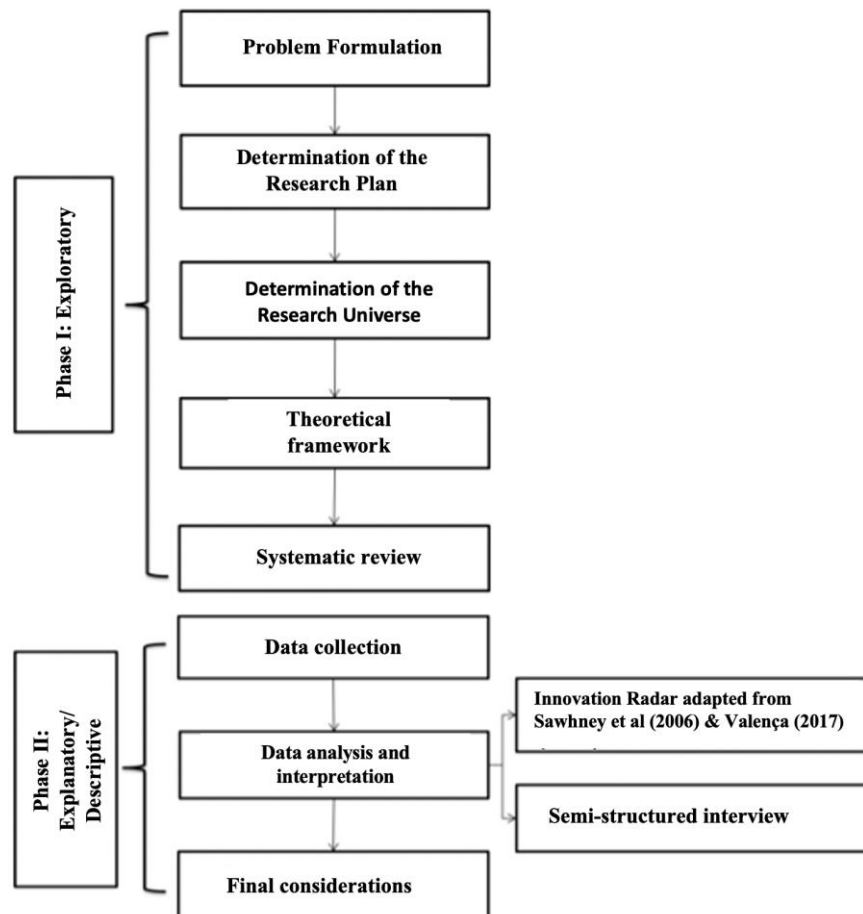 Problem Formulation
Determination of the
Research Plan
Determination of the
Research Universe
Theoretical
framework
Systematic review
Phase I: Exploratory
Data collection
Data analysis and
interpretation
Final considerations
Phase II:
Explanatory/
Descriptive
Innovation Radar adapted from
Sawhney et al (2006) & Valença (2017)
Semi-structured interview